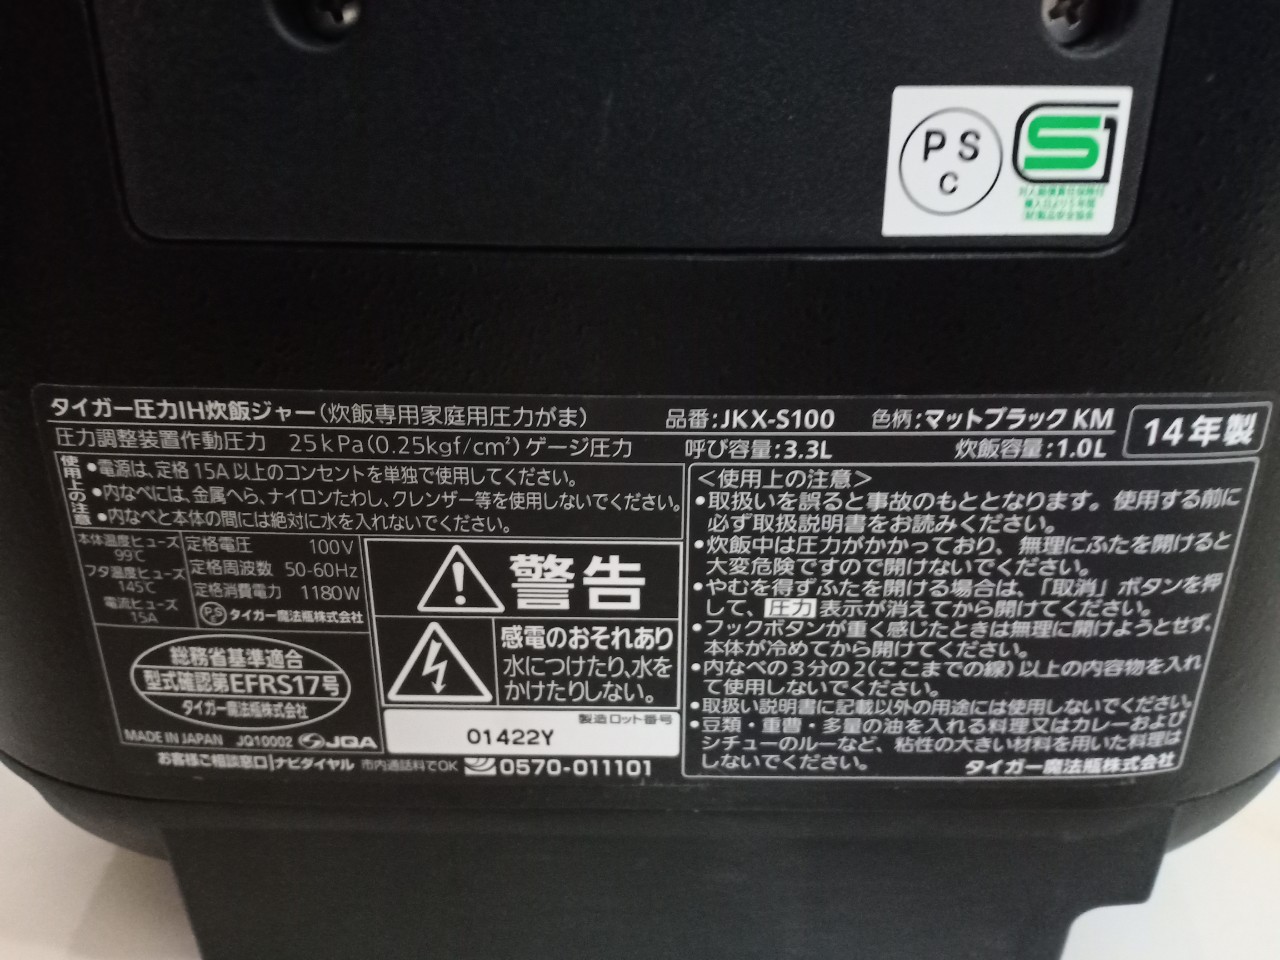 PS
C
S
対人賠償責任保険付
購入日より5年間
タイガー圧力IH炊飯ジャー(炊飯専用家庭用圧力がま) 品番:JKX-S100 色柄:マットブラック KM
14年製
圧力調整装置作動圧力 25kPa(0.25kgf/cm²)ゲージ圧力 呼び容量:3.3L 炊飯容量:1.0L
使用上の注意
●電源は、定格15A以上のコンセントを単独で使用してください。
●内なべには、金属へら、ナイロンたわし、クレンザー等を使用しないでください。
●内なべと本体の間には絶対に水を入れないでください。
本体温度ヒューズ
99℃
フタ温度ヒューズ
145℃
電流ヒューズ
15A
定格電圧 100V
定格周波数 50-60Hz
定格消費電力 1180W
PS タイガー魔法瓶株式会社
総務省基準適合
型式確認第EFRS17号
タイガー魔法瓶株式会社
MADE IN JAPAN JQ10002 JQA
警告
感電のおそれあり
水につけたり、水を
かけたりしない。
製造ロット番号
01422Y
お客様ご相談窓口|ナビダイヤル 市内通話料でOK 0570-011101
<使用上の注意>
•取扱いを誤ると事故のもととなります。使用する前に
必ず取扱説明書をお読みください。
•炊飯中は圧力がかかっており、無理にふたを開けると
大変危険ですので開けないでください。
•やむを得ずふたを開ける場合は、「取消」ボタンを押
して、圧力表示が消えてから開けてください。
•フックボタンが重く感じたときは無理に開けようとせず、
本体が冷めてから開けてください。
•内なべの3分の2(ここまでの線)以上の内容物を入れ
て使用しないでください。
•取扱い説明書に記載以外の用途には使用しないでください。
•豆類・重曹・多量の油を入れる料理又はカレーおよび
シチューのルーなど、粘性の大きい材料を用いた料理は
しないでください。
タイガー魔法瓶株式会社